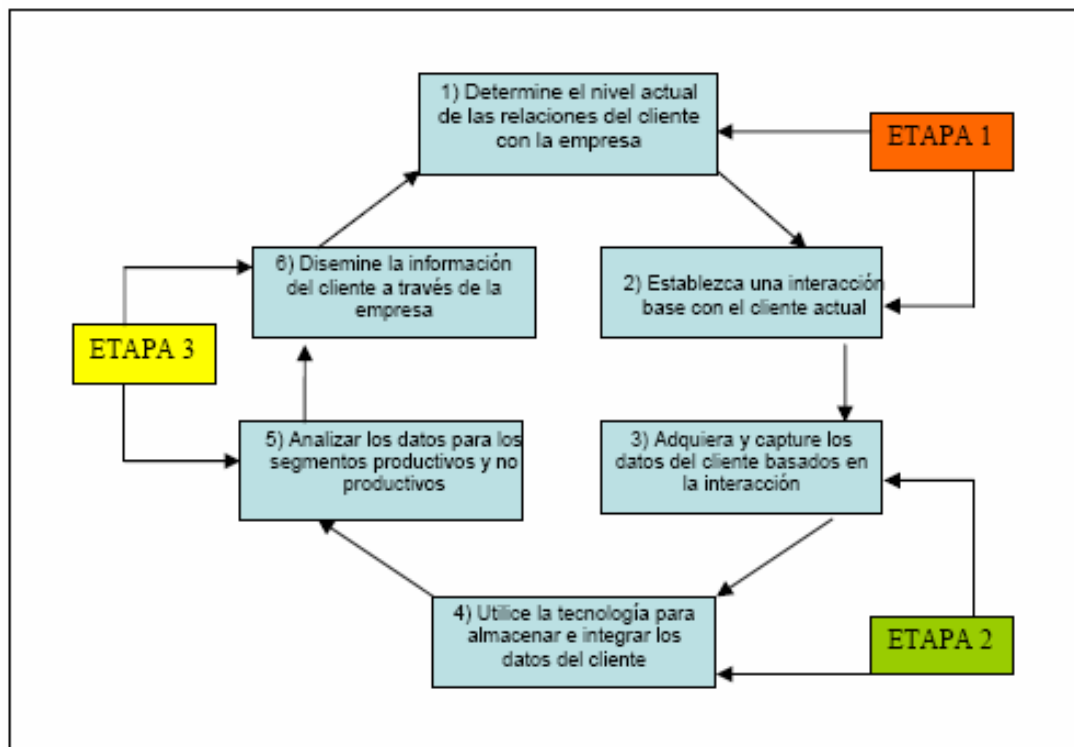 1) Determine el nivel actual
de las relaciones del cliente
con la empresa
ETAPA 1
6) Disemine la información
del cliente a través de la
empresa
2) Establezca una interacción
base con el cliente actual
ETAPA 3
5) Analizar los datos para los
segmentos productivos y no
productivos
3) Adquiera y capture los
datos del cliente basados en
la interacción
4) Utilice la tecnología para
almacenar e integrar los
datos del cliente
ETAPA 2